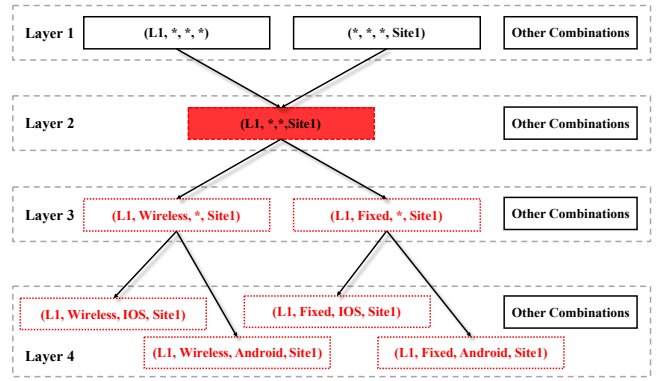 Layer 1
(L1, *, *, *)
(*, *, *, Site1)
Other Combinations
Layer 2
(L1, *,*,Site1)
Other Combinations
Layer 3
(L1, Wireless, *, Site1)
(L1, Fixed, *, Site1)
Other Combinations
(L1, Wireless, IOS, Site1)
(L1, Fixed, IOS, Site1)
Other Combinations
Layer 4
(L1, Wireless, Android, Site1)
(L1, Fixed, Android, Site1)